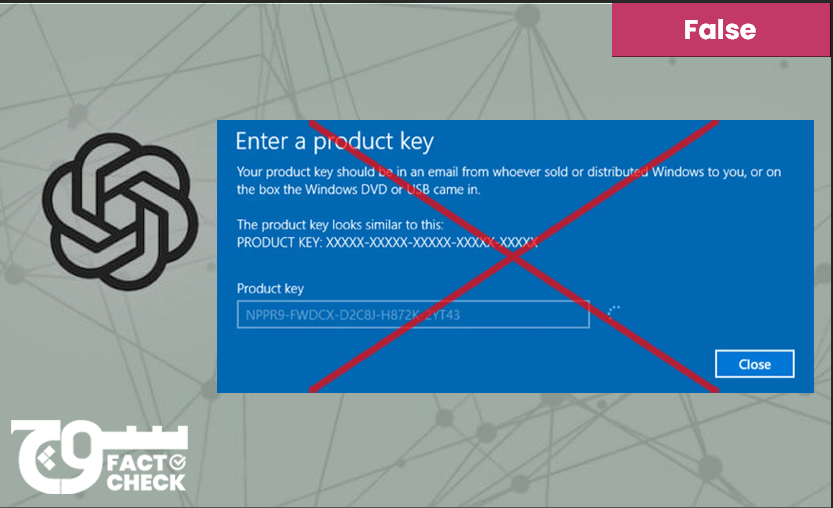 False
Enter a product key
Your product key should be in an email from whoever sold or distributed Windows to you, or on
the box the Windows DVD or USB came in.
The product key looks similar to this:
PRODUCT KEY: XXXXX-XXXXX-XXXXX-XXXXX-XXXXX
Product key
NPPR9-FWDCX-D2C8J-H872K-2YT43
Close
FACT
CHECK